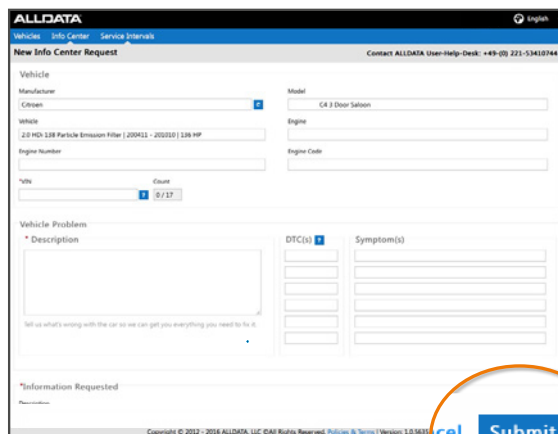 ALLDATA
English
Vehicles Info Center Service Intervals
New Info Center Request
Contact ALLDATA User-Help-Desk: +49-(0) 221-53410744
Vehicle
Manufacturer
Model
Citroen
C4 3 Door Saloon
Vehicle
Engine
2.0 HDi 138 Particle Emission Filter | 200411 - 201010 | 136 HP
Engine Number
Engine Code
*VIN
Count
?
0 / 17
Vehicle Problem
* Description
DTC(s) ?
Symptom(s)
Tell us what's wrong with the car so we can get you everything you need to fix it.
*Information Requested
Description
Copyright © 2012 - 2016 ALLDATA, LLC ©All Rights Reserved. Policies & Terms | Version: 1.0.5635
cel
Submit